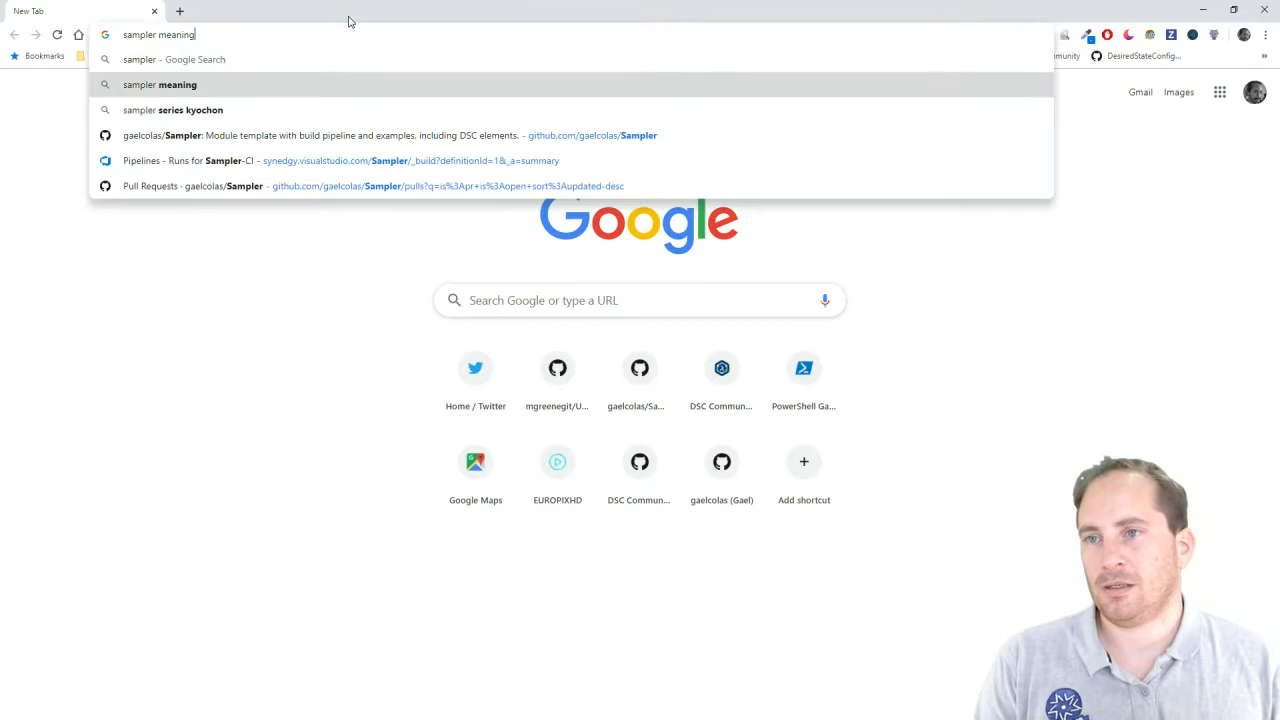 New Tab
sampler meaning
sampler - Google Search
sampler meaning
sampler series kyochon
gaelcolas/Sampler: Module template with build pipeline and examples, including DSC elements. - github.com/gaelcolas/Sampler
Pipelines - Runs for Sampler-CI - synedgy.visualstudio.com/Sampler/_build?definitionId=1&_a=summary
Pull Requests · gaelcolas/Sampler - github.com/gaelcolas/Sampler/pulls?q=is%3Apr+is%3Aopen+sort%3Aupdated-desc
Bookmarks
munity DesiredStateConfig...
Gmail Images
Google
Search Google or type a URL
Home / Twitter mgreenegit/U... gaelcolas/Sa... DSC Commun... PowerShell Ga...
Google Maps EUROPIXHD DSC Commun... gaelcolas (Gael) Add shortcut